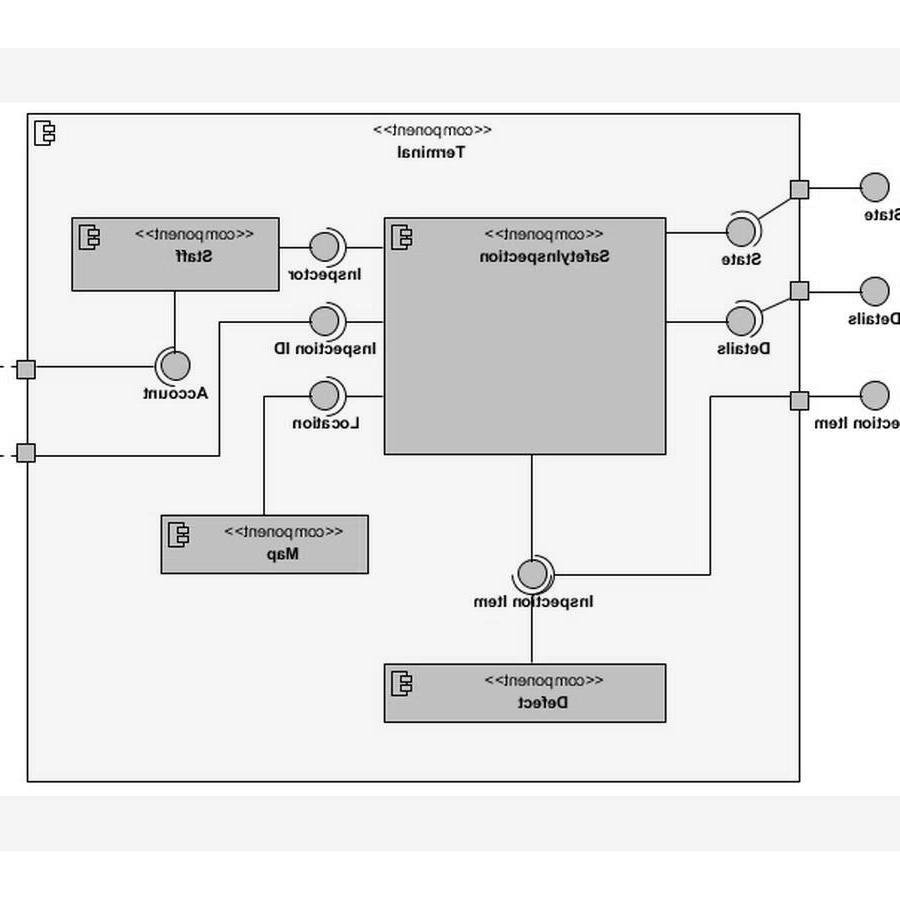 <<component>>
Terminal
State
<<component>>
SafetyInspection
<<component>>
Staff
State
Inspector
Details
Details
Inspection ID
ection Item
Location
Account
<<component>>
Map
Inspection Item
<<component>>
Defect